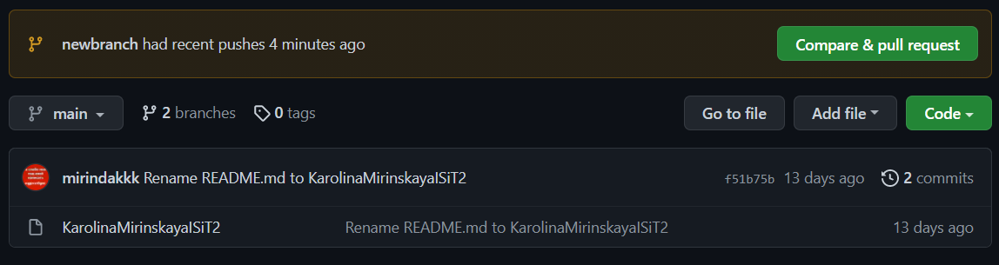 newbranch had recent pushes 4 minutes ago
Compare & pull request
main
2 branches
0 tags
Go to file
Add file
Code
mirindakkk Rename README.md to KarolinaMirinskayaISiT2
f51b75b 13 days ago
2 commits
KarolinaMirinskayaISiT2
Rename README.md to KarolinaMirinskayaISiT2
13 days ago